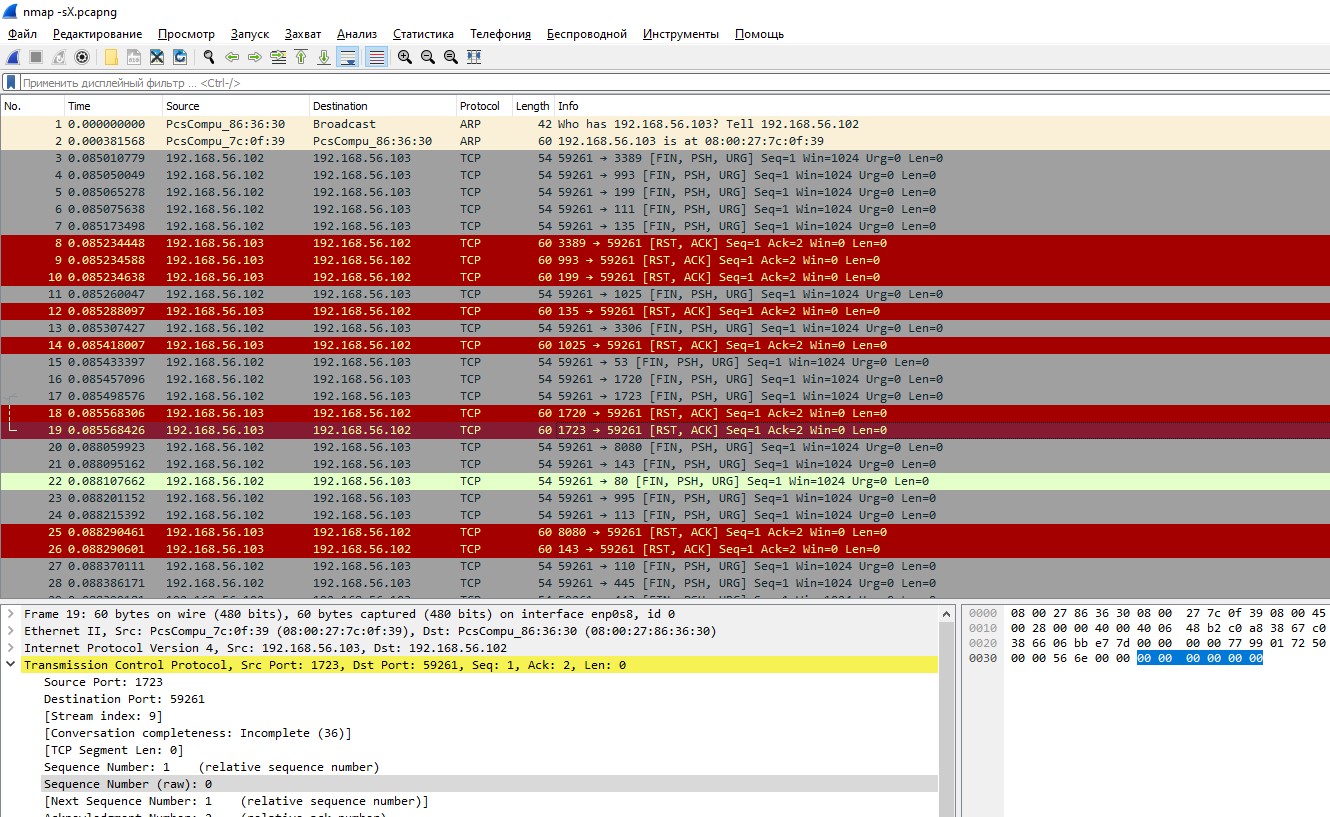 nmap -sX.pcapng
Файл Редактирование Просмотр Запуск Захват Анализ Статистика Телефония Беспроводной Инструменты Помощь
Применить дисплейный фильтр ... <Ctrl-/>
No. Time Source Destination Protocol Length Info
1 0.000000000 PcsCompu_86:36:30 Broadcast ARP 42 Who has 192.168.56.103? Tell 192.168.56.102
2 0.000381568 PcsCompu_7c:0f:39 PcsCompu_86:36:30 ARP 60 192.168.56.103 is at 08:00:27:7c:0f:39
3 0.085010779 192.168.56.102 192.168.56.103 TCP 54 59261 → 3389 [FIN, PSH, URG] Seq=1 Win=1024 Urg=0 Len=0
4 0.085050049 192.168.56.102 192.168.56.103 TCP 54 59261 → 993 [FIN, PSH, URG] Seq=1 Win=1024 Urg=0 Len=0
5 0.085065278 192.168.56.102 192.168.56.103 TCP 54 59261 → 199 [FIN, PSH, URG] Seq=1 Win=1024 Urg=0 Len=0
6 0.085075638 192.168.56.102 192.168.56.103 TCP 54 59261 → 111 [FIN, PSH, URG] Seq=1 Win=1024 Urg=0 Len=0
7 0.085173498 192.168.56.102 192.168.56.103 TCP 54 59261 → 135 [FIN, PSH, URG] Seq=1 Win=1024 Urg=0 Len=0
8 0.085234448 192.168.56.103 192.168.56.102 TCP 60 3389 → 59261 [RST, ACK] Seq=1 Ack=2 Win=0 Len=0
9 0.085234588 192.168.56.103 192.168.56.102 TCP 60 993 → 59261 [RST, ACK] Seq=1 Ack=2 Win=0 Len=0
10 0.085234638 192.168.56.103 192.168.56.102 TCP 60 199 → 59261 [RST, ACK] Seq=1 Ack=2 Win=0 Len=0
11 0.085260047 192.168.56.102 192.168.56.103 TCP 54 59261 → 1025 [FIN, PSH, URG] Seq=1 Win=1024 Urg=0 Len=0
12 0.085288097 192.168.56.103 192.168.56.102 TCP 60 135 → 59261 [RST, ACK] Seq=1 Ack=2 Win=0 Len=0
13 0.085307427 192.168.56.102 192.168.56.103 TCP 54 59261 → 3306 [FIN, PSH, URG] Seq=1 Win=1024 Urg=0 Len=0
14 0.085418007 192.168.56.103 192.168.56.102 TCP 60 1025 → 59261 [RST, ACK] Seq=1 Ack=2 Win=0 Len=0
15 0.085433397 192.168.56.102 192.168.56.103 TCP 54 59261 → 53 [FIN, PSH, URG] Seq=1 Win=1024 Urg=0 Len=0
16 0.085457096 192.168.56.102 192.168.56.103 TCP 54 59261 → 1720 [FIN, PSH, URG] Seq=1 Win=1024 Urg=0 Len=0
17 0.085498576 192.168.56.102 192.168.56.103 TCP 54 59261 → 1723 [FIN, PSH, URG] Seq=1 Win=1024 Urg=0 Len=0
18 0.085568306 192.168.56.103 192.168.56.102 TCP 60 1720 → 59261 [RST, ACK] Seq=1 Ack=2 Win=0 Len=0
19 0.085568426 192.168.56.103 192.168.56.102 TCP 60 1723 → 59261 [RST, ACK] Seq=1 Ack=2 Win=0 Len=0
20 0.088059923 192.168.56.102 192.168.56.103 TCP 54 59261 → 8080 [FIN, PSH, URG] Seq=1 Win=1024 Urg=0 Len=0
21 0.088095162 192.168.56.102 192.168.56.103 TCP 54 59261 → 143 [FIN, PSH, URG] Seq=1 Win=1024 Urg=0 Len=0
22 0.088107662 192.168.56.102 192.168.56.103 TCP 54 59261 → 80 [FIN, PSH, URG] Seq=1 Win=1024 Urg=0 Len=0
23 0.088201152 192.168.56.102 192.168.56.103 TCP 54 59261 → 995 [FIN, PSH, URG] Seq=1 Win=1024 Urg=0 Len=0
24 0.088215392 192.168.56.102 192.168.56.103 TCP 54 59261 → 113 [FIN, PSH, URG] Seq=1 Win=1024 Urg=0 Len=0
25 0.088290461 192.168.56.103 192.168.56.102 TCP 60 8080 → 59261 [RST, ACK] Seq=1 Ack=2 Win=0 Len=0
26 0.088290601 192.168.56.103 192.168.56.102 TCP 60 143 → 59261 [RST, ACK] Seq=1 Ack=2 Win=0 Len=0
27 0.088370111 192.168.56.102 192.168.56.103 TCP 54 59261 → 110 [FIN, PSH, URG] Seq=1 Win=1024 Urg=0 Len=0
28 0.088386171 192.168.56.102 192.168.56.103 TCP 54 59261 → 445 [FIN, PSH, URG] Seq=1 Win=1024 Urg=0 Len=0
Frame 19: 60 bytes on wire (480 bits), 60 bytes captured (480 bits) on interface enp0s8, id 0
Ethernet II, Src: PcsCompu_7c:0f:39 (08:00:27:7c:0f:39), Dst: PcsCompu_86:36:30 (08:00:27:86:36:30)
Internet Protocol Version 4, Src: 192.168.56.103, Dst: 192.168.56.102
Transmission Control Protocol, Src Port: 1723, Dst Port: 59261, Seq: 1, Ack: 2, Len: 0
Source Port: 1723
Destination Port: 59261
[Stream index: 9]
[Conversation completeness: Incomplete (36)]
[TCP Segment Len: 0]
Sequence Number: 1 (relative sequence number)
Sequence Number (raw): 0
[Next Sequence Number: 1 (relative sequence number)]
0000 08 00 27 86 36 30 08 00 27 7c 0f 39 08 00 45
0010 00 28 00 00 40 00 40 06 48 b2 c0 a8 38 67 c0
0020 38 66 06 bb e7 7d 00 00 00 00 77 99 01 72 50
0030 00 00 56 6e 00 00 00 00 00 00 00 00